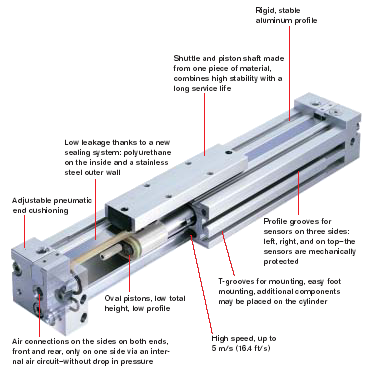 Rigid, stable
aluminum profile
Shuttle and piston shaft made
from one piece of material,
combines high stability with a
long service life
Low leakage thanks to a new
sealing system: polyurethane
on the inside and a stainless
steel outer wall
Adjustable pneumatic
end cushioning
Profile grooves for
sensors on three sides:
left, right, and on top–the
sensors are mechanically
protected
T-grooves for mounting, easy foot
mounting, additional components
may be placed on the cylinder
Oval pistons, low total
height, low profile
High speed, up to
5 m/s (16.4 ft/s)
Air connections on the sides on both ends,
front and rear, only on one side via an inter-
nal air circuit–without drop in pressure